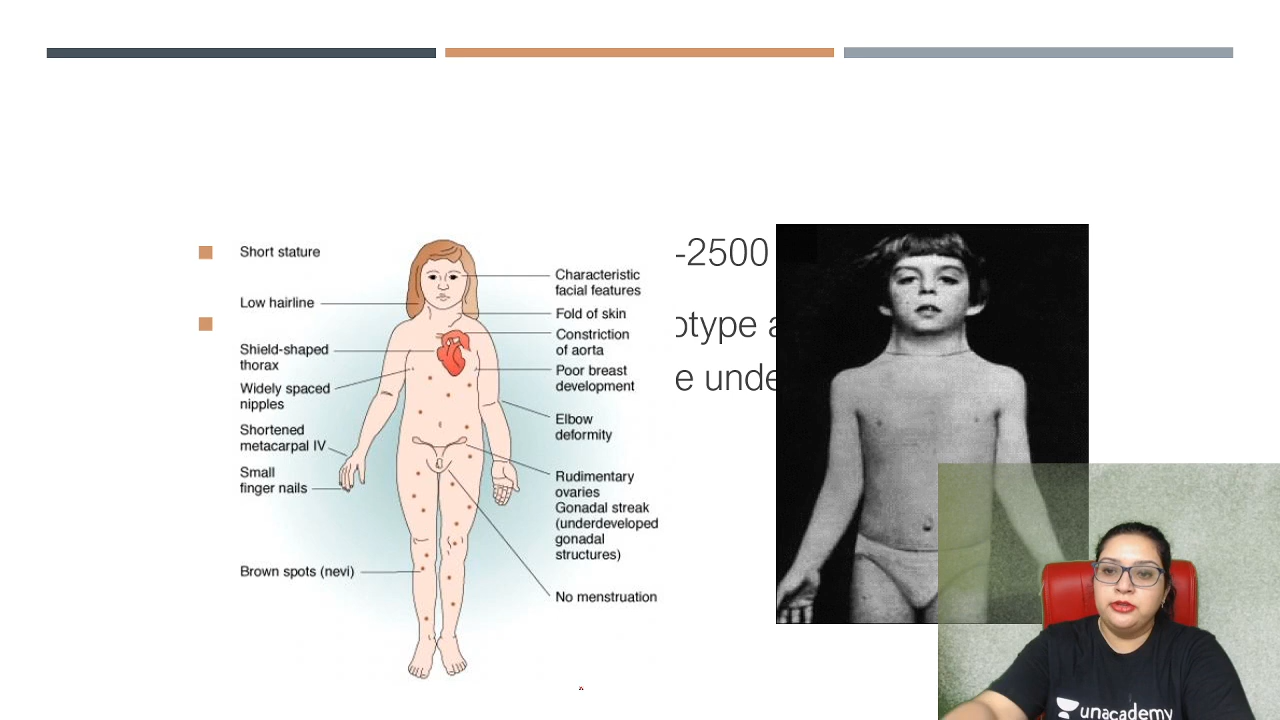 Short stature
Low hairline
Shield-shaped
thorax
Widely spaced
nipples
Shortened
metacarpal IV
Small
finger nails
Brown spots (nevi)
Characteristic
facial features
Fold of skin
Constriction
of aorta
Poor breast
development
Elbow
deformity
Rudimentary
ovaries
Gonadal streak
(underdeveloped
gonadal
structures)
No menstruation
-2500
unacademy